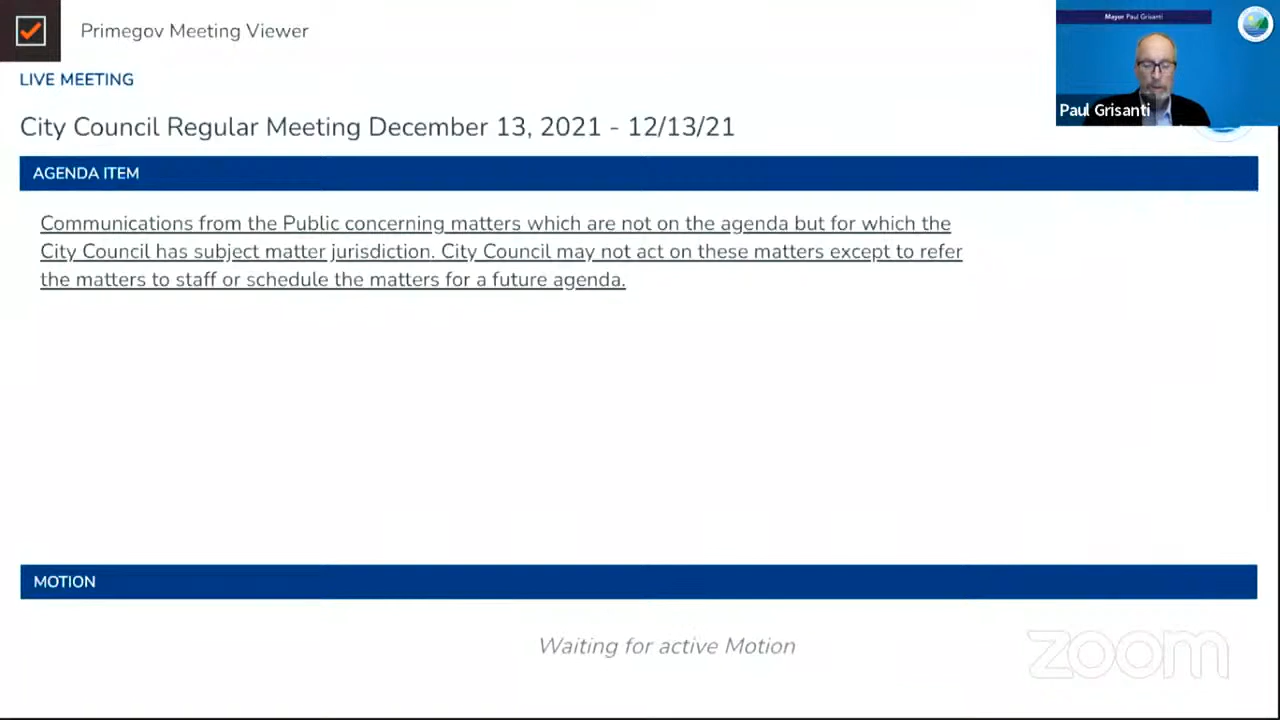 Primegov Meeting Viewer
Mayor Paul Grisanti
LIVE MEETING
Paul Grisanti
City Council Regular Meeting December 13, 2021 - 12/13/21
AGENDA ITEM
Communications from the Public concerning matters which are not on the agenda but for which the
City Council has subject matter jurisdiction. City Council may not act on these matters except to refer
the matters to staff or schedule the matters for a future agenda.
MOTION
Waiting for active Motion
zoom